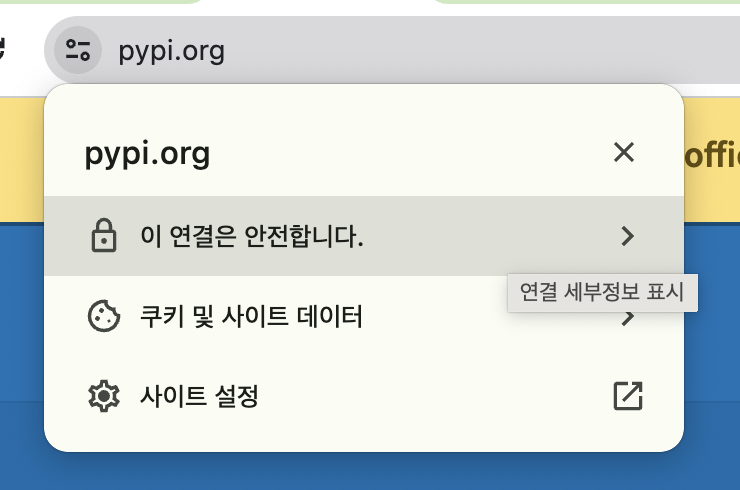 pypi.org
pypi.org
이 연결은 안전합니다.
연결 세부정보 표시
쿠키 및 사이트 데이터
사이트 설정